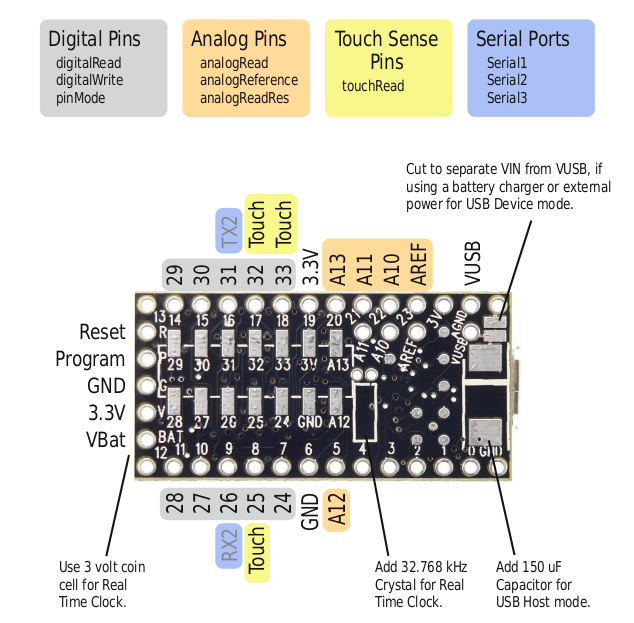 Digital Pins
digitalRead
digitalWrite
pinMode
Analog Pins
analogRead
analogReference
analogReadRes
Touch Sense
Pins
touchRead
Serial Ports
Serial1
Serial2
Serial3
Cut to separate VIN from VUSB, if
using a battery charger or external
power for USB Device mode.
TX2 Touch Touch
29 30 31 32 33 3.3V A13 A11 A10 AREF VUSB
13 14 15 16 17 18 19 20 21 22 23 3V AGND
Reset R
Program P
GND G
3.3V V
VBat BAT
29 30 31 32 33 3V A13 A11 A10 AREF VUSB
28 27 26 25 24 GND A12
12 11 10 9 8 7 6 5 4 3 2 1 0 GND
28 27 26 25 24 GND A12
RX2 Touch
Use 3 volt coin
cell for Real
Time Clock.
Add 32.768 kHz
Crystal for Real
Time Clock.
Add 150 uF
Capacitor for
USB Host mode.